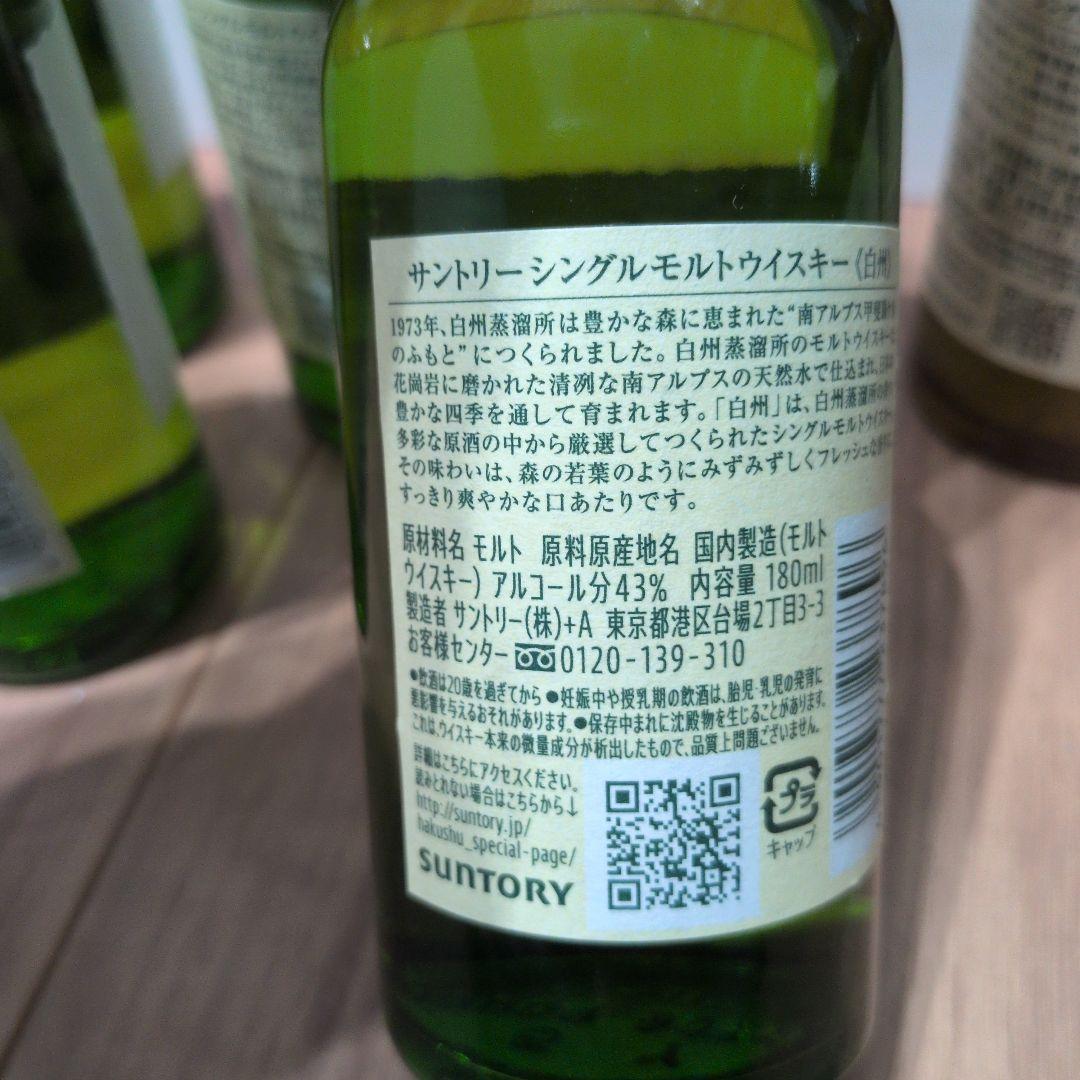 サントリー シングルモルトウイスキー《白州》
1973年、白州蒸溜所は豊かな森に恵まれた“南アルプス甲斐駒ヶ
のふもと”につくられました。白州蒸溜所のモルトウイスキー
花崗岩に磨かれた清冽な南アルプスの天然水で仕込まれ、日本の
豊かな四季を通して育まれます。「白州」は、白州蒸溜所の
多彩な原酒の中から厳選してつくられたシングルモルトウイスキー
その味わいは、森の若葉のようにみずみずしくフレッシュな
すっきり爽やかな口あたりです。
原材料名 モルト 原料原産地名 国内製造(モルト
ウイスキー) アルコール分43% 内容量 180ml
製造者 サントリー(株)+A 東京都港区台場2丁目3-3
お客様センター 0120-139-310
●飲酒は20歳を過ぎてから ●妊娠中や授乳期の飲酒は、胎児・乳児の発育に
悪影響を与えるおそれがあります。●保存中まれに沈殿物を生じることがあります。
これは、ウイスキー本来の微量成分が析出したもので、品質上問題ございません。
詳細はこちらにアクセスください。
読みとれない場合はこちらから↓
http://suntory.jp/
hakushu_special-page/
SUNTORY
プラ
キャップ